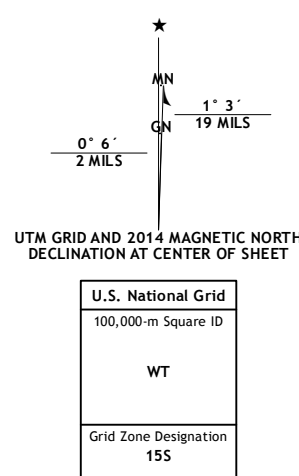 MN
1° 3´
19 MILS
GN
0° 6´
2 MILS
UTM GRID AND 2014 MAGNETIC NORTH
DECLINATION AT CENTER OF SHEET
U.S. National Grid
100,000-m Square ID
WT
Grid Zone Designation
15S